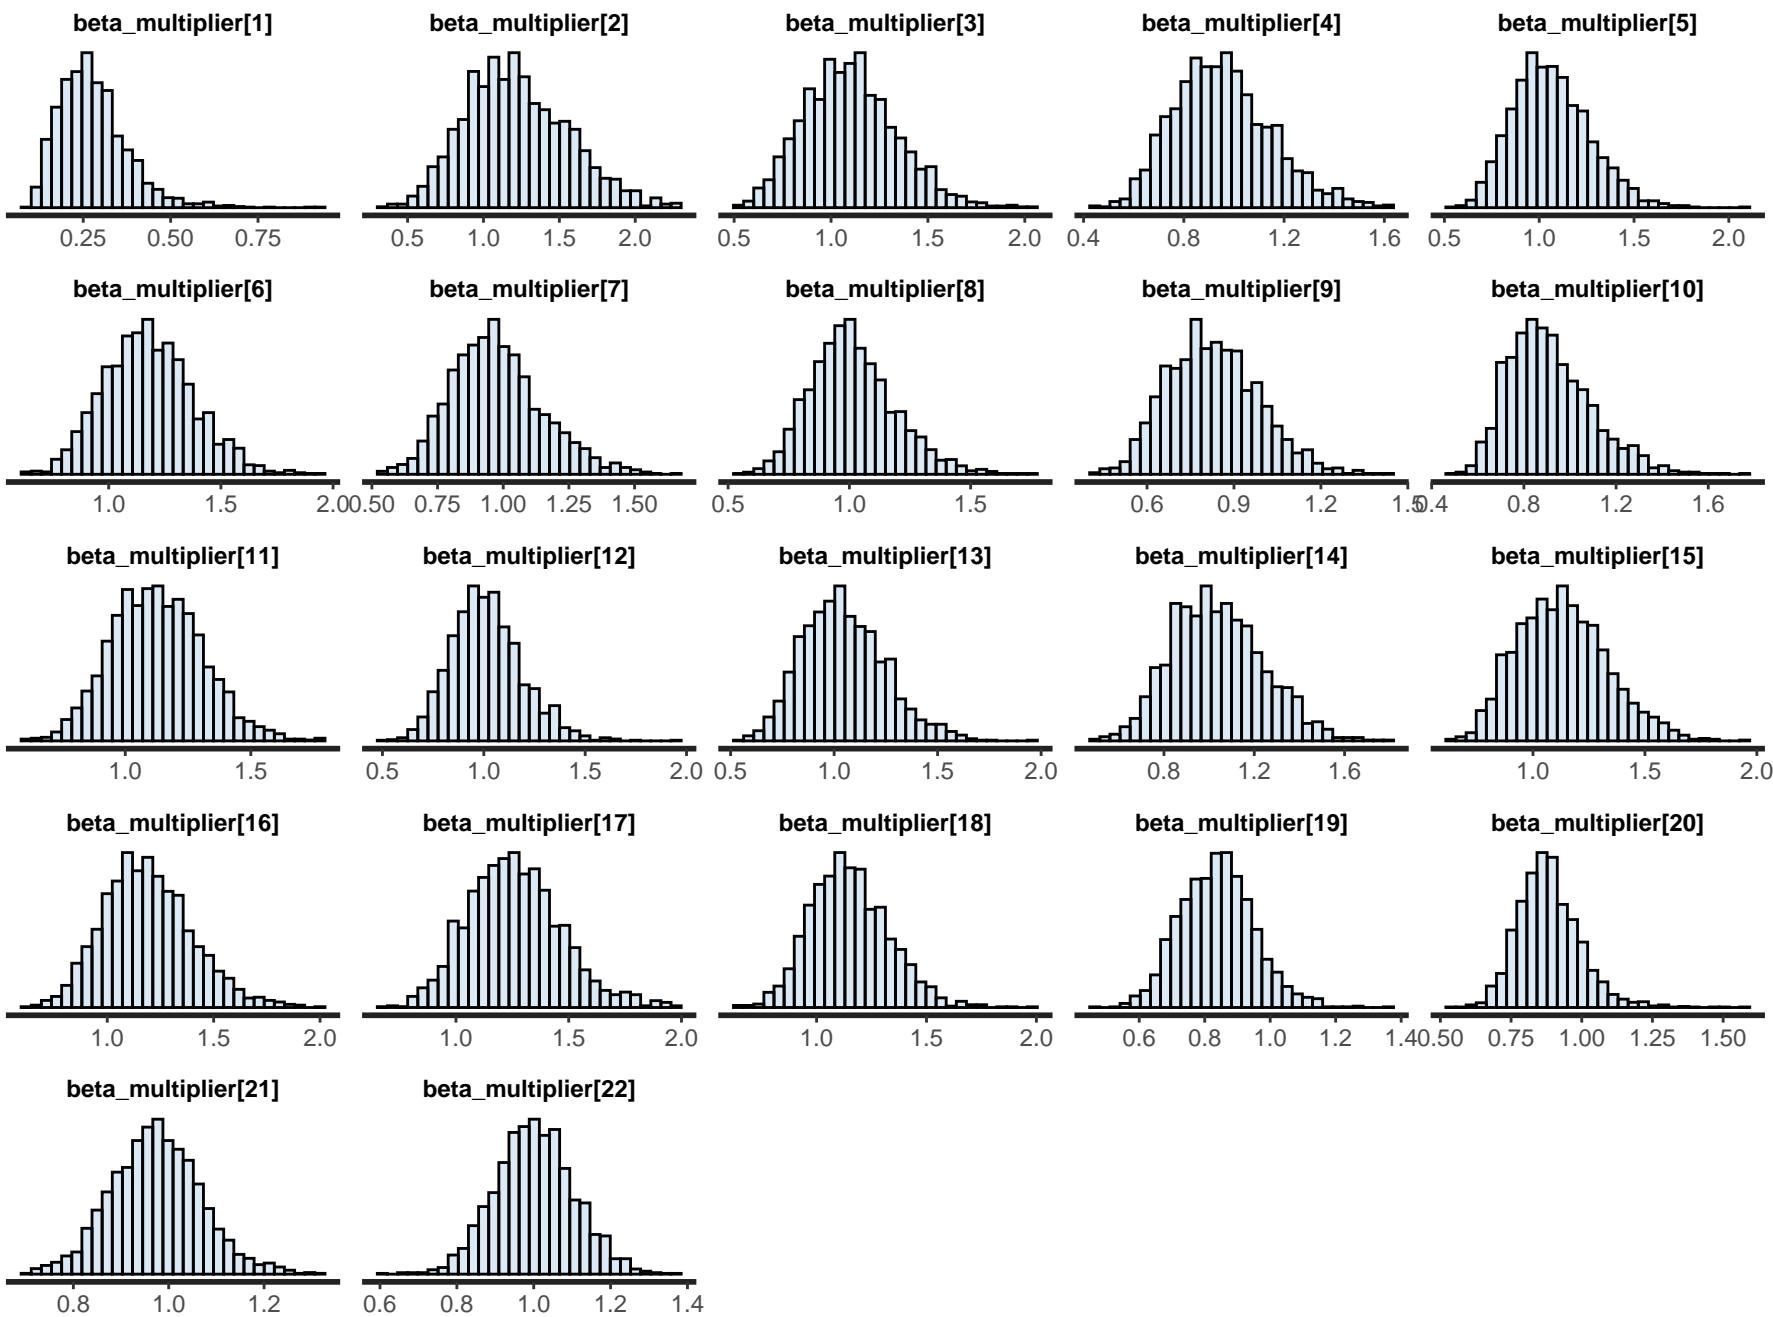 beta_multiplier[1] beta_multiplier[2] beta_multiplier[3] beta_multiplier[4] beta_multiplier[5]
0.25 0.50 0.75 0.5 1.0 1.5 2.0 0.5 1.0 1.5 2.0 0.4 0.8 1.2 1.6 0.5 1.0 1.5 2.0
beta_multiplier[6] beta_multiplier[7] beta_multiplier[8] beta_multiplier[9] beta_multiplier[10]
1.0 1.5 2.0 0.50 0.75 1.00 1.25 1.50 0.5 1.0 1.5 0.6 0.9 1.2 1.5 0.4 0.8 1.2 1.6
beta_multiplier[11] beta_multiplier[12] beta_multiplier[13] beta_multiplier[14] beta_multiplier[15]
1.0 1.5 0.5 1.0 1.5 2.0 0.5 1.0 1.5 2.0 0.8 1.2 1.6 1.0 1.5 2.0
beta_multiplier[16] beta_multiplier[17] beta_multiplier[18] beta_multiplier[19] beta_multiplier[20]
1.0 1.5 2.0 1.0 1.5 2.0 1.0 1.5 2.0 0.6 0.8 1.0 1.2 1.4 0.50 0.75 1.00 1.25 1.50
beta_multiplier[21] beta_multiplier[22]
0.8 1.0 1.2 0.6 0.8 1.0 1.2 1.4